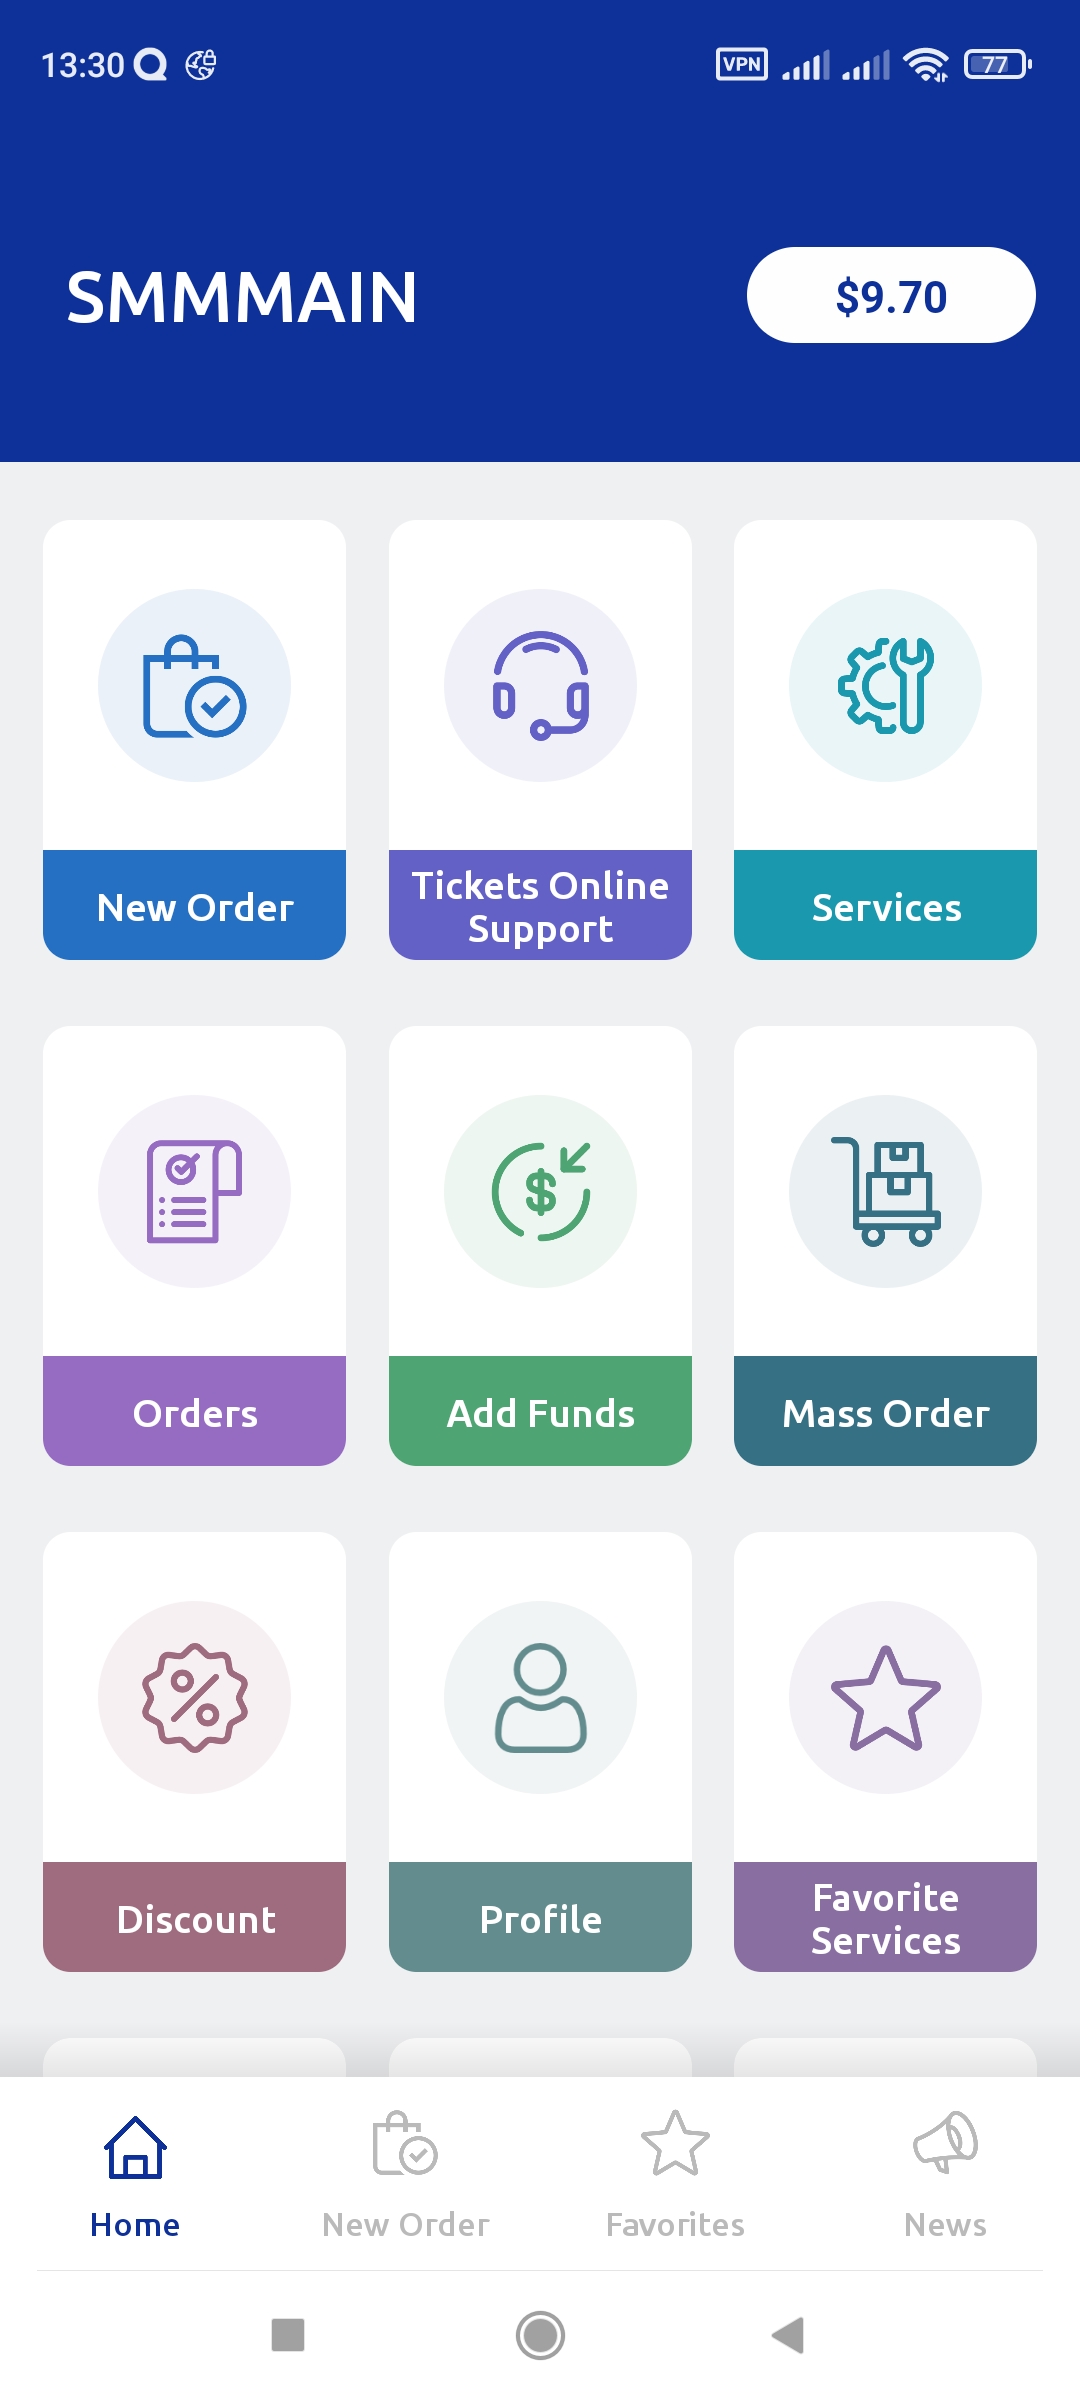 13:30
VPN
77
SMMMAIN
$9.70
New Order
Tickets Online
Support
Services
Orders
Add Funds
Mass Order
Discount
Profile
Favorite
Services
Home
New Order
Favorites
News